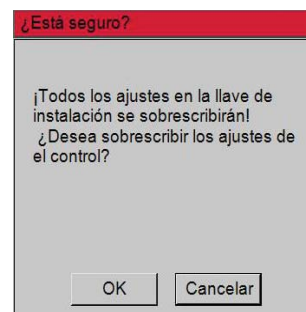 ¿Está seguro?
¡Todos los ajustes en la llave de
instalación se sobrescribirán!
¿Desea sobrescribir los ajustes de
el control?
OK
Cancelar